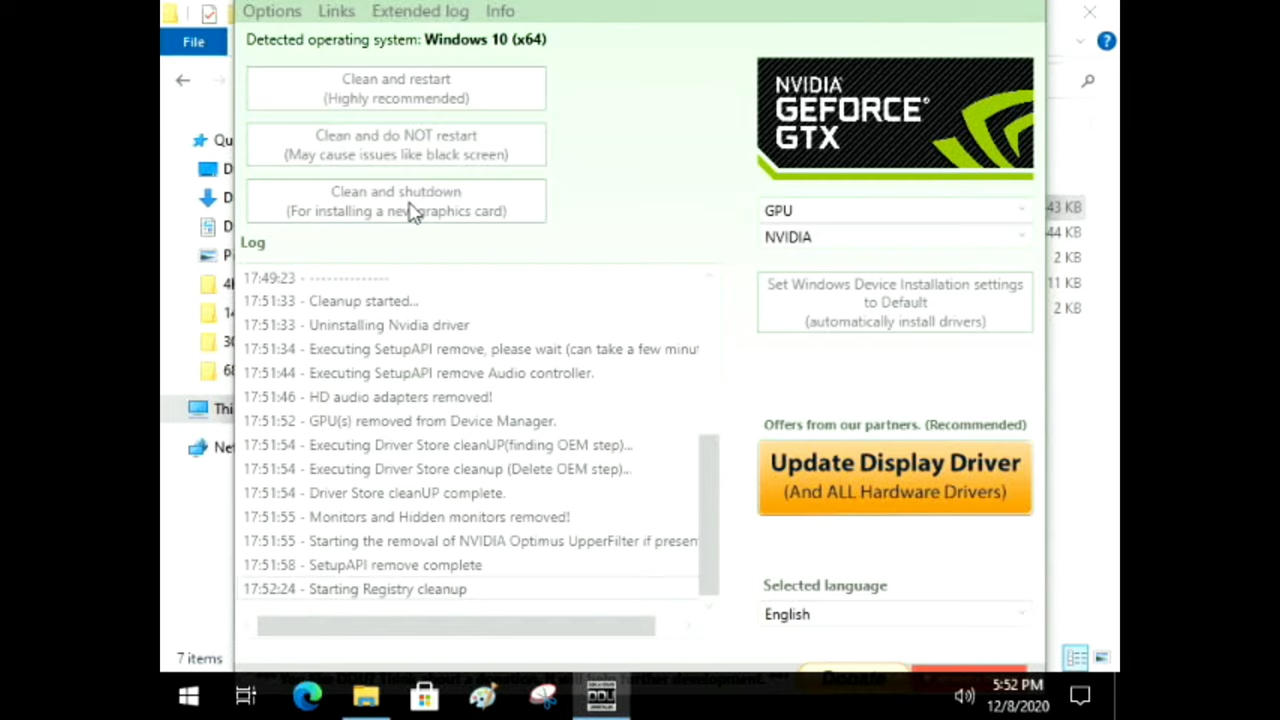 Options Links Extended log Info
File
Detected operating system: Windows 10 (x64)
Clean and restart
(Highly recommended)
Clean and do NOT restart
(May cause issues like black screen)
Clean and shutdown
(For installing a new graphics card)
NVIDIA
GEFORCE
GTX
GPU
NVIDIA
Set Windows Device Installation settings
to Default
(automatically install drivers)
Qu
D
D
D
P
4
14
30
68
Thi
Net
43 KB
44 KB
2 KB
11 KB
2 KB
Log
17:49:23 - --------------
17:51:33 - Cleanup started...
17:51:33 - Uninstalling Nvidia driver
17:51:34 - Executing SetupAPI remove, please wait (can take a few minut
17:51:44 - Executing SetupAPI remove Audio controller.
17:51:46 - HD audio adapters removed!
17:51:52 - GPU(s) removed from Device Manager.
17:51:54 - Executing Driver Store cleanUP(finding OEM step)...
17:51:54 - Executing Driver Store cleanup (Delete OEM step)...
17:51:54 - Driver Store cleanUP complete.
17:51:55 - Monitors and Hidden monitors removed!
17:51:55 - Starting the removal of NVIDIA Optimus UpperFilter if presen
17:51:58 - SetupAPI remove complete
17:52:24 - Starting Registry cleanup
Offers from our partners. (Recommended)
Update Display Driver
(And ALL Hardware Drivers)
Selected language
English
7 items
Donate
DDU
5:52 PM
12/8/2020